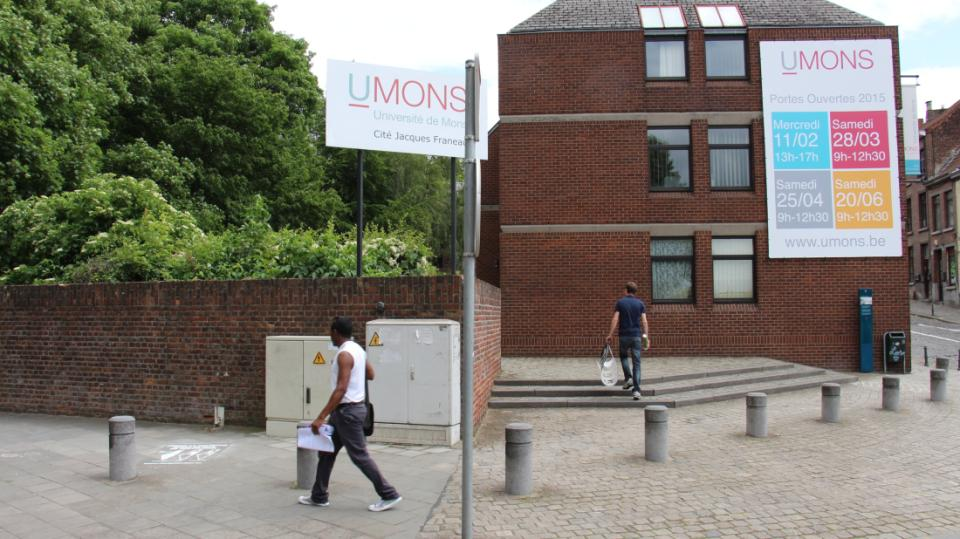 UMONS
Université de Mons
Cité Jacques Franeau
UMONS
Portes Ouvertes 2015
Mercredi
11/02
13h-17h
Samedi
28/03
9h-12h30
Samedi
25/04
9h-12h30
Samedi
20/06
9h-12h30
www.umons.be